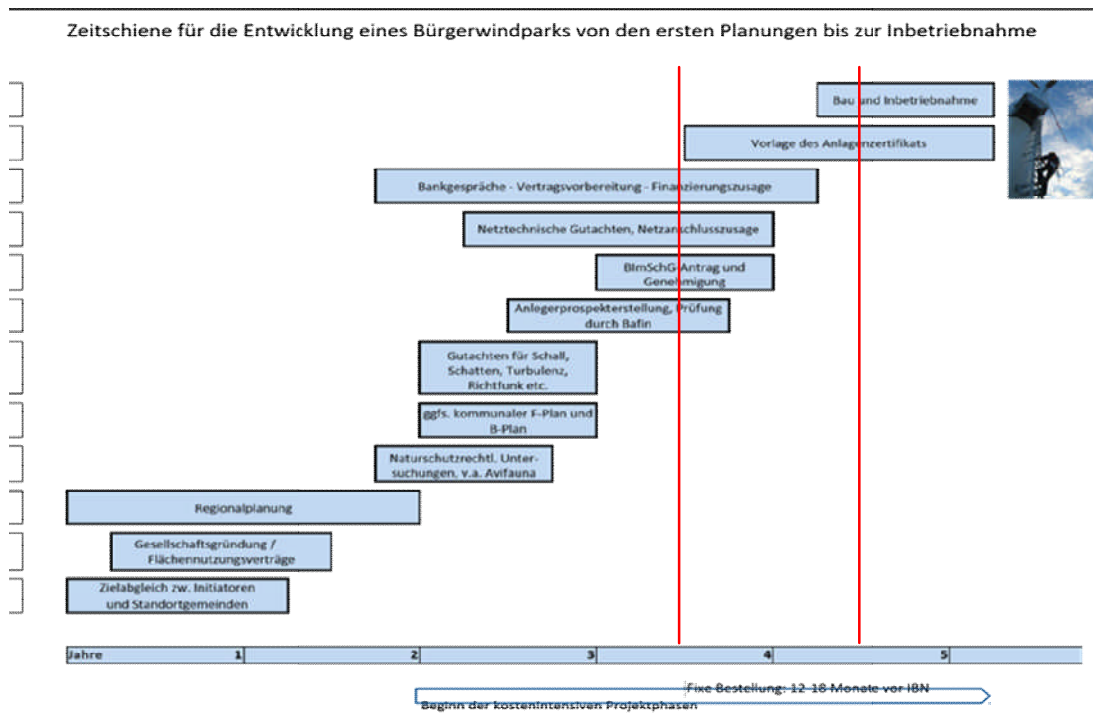 Zeitschiene für die Entwicklung eines Bürgerwindparks von den ersten Planungen bis zur Inbetriebnahme
Bau und Inbetriebnahme
Vorlage des Anlagenzertifikats
Bankgespräche - Vertragsvorbereitung - Finanzierungszusage
Netztechnische Gutachten, Netzanschlusszusage
BImSchG-Antrag und
Genehmigung
Anlegerprospekterstellung, Prüfung
durch Bafin
Gutachten für Schall,
Schatten, Turbulenz,
Richtfunk etc.
ggfs. kommunaler F-Plan und
B-Plan
Naturschutzrechtl. Unter-
suchungen, v.a. Avifauna
Regionalplanung
Gesellschaftsgründung /
Flächennutzungsverträge
Zielabgleich zw. Initiatoren
und Standortgemeinden
Jahre 1 2 3 4 5
Fixe Bestellung: 12-18 Monate vor IBN
Beginn der kostenintensiven Projektphasen